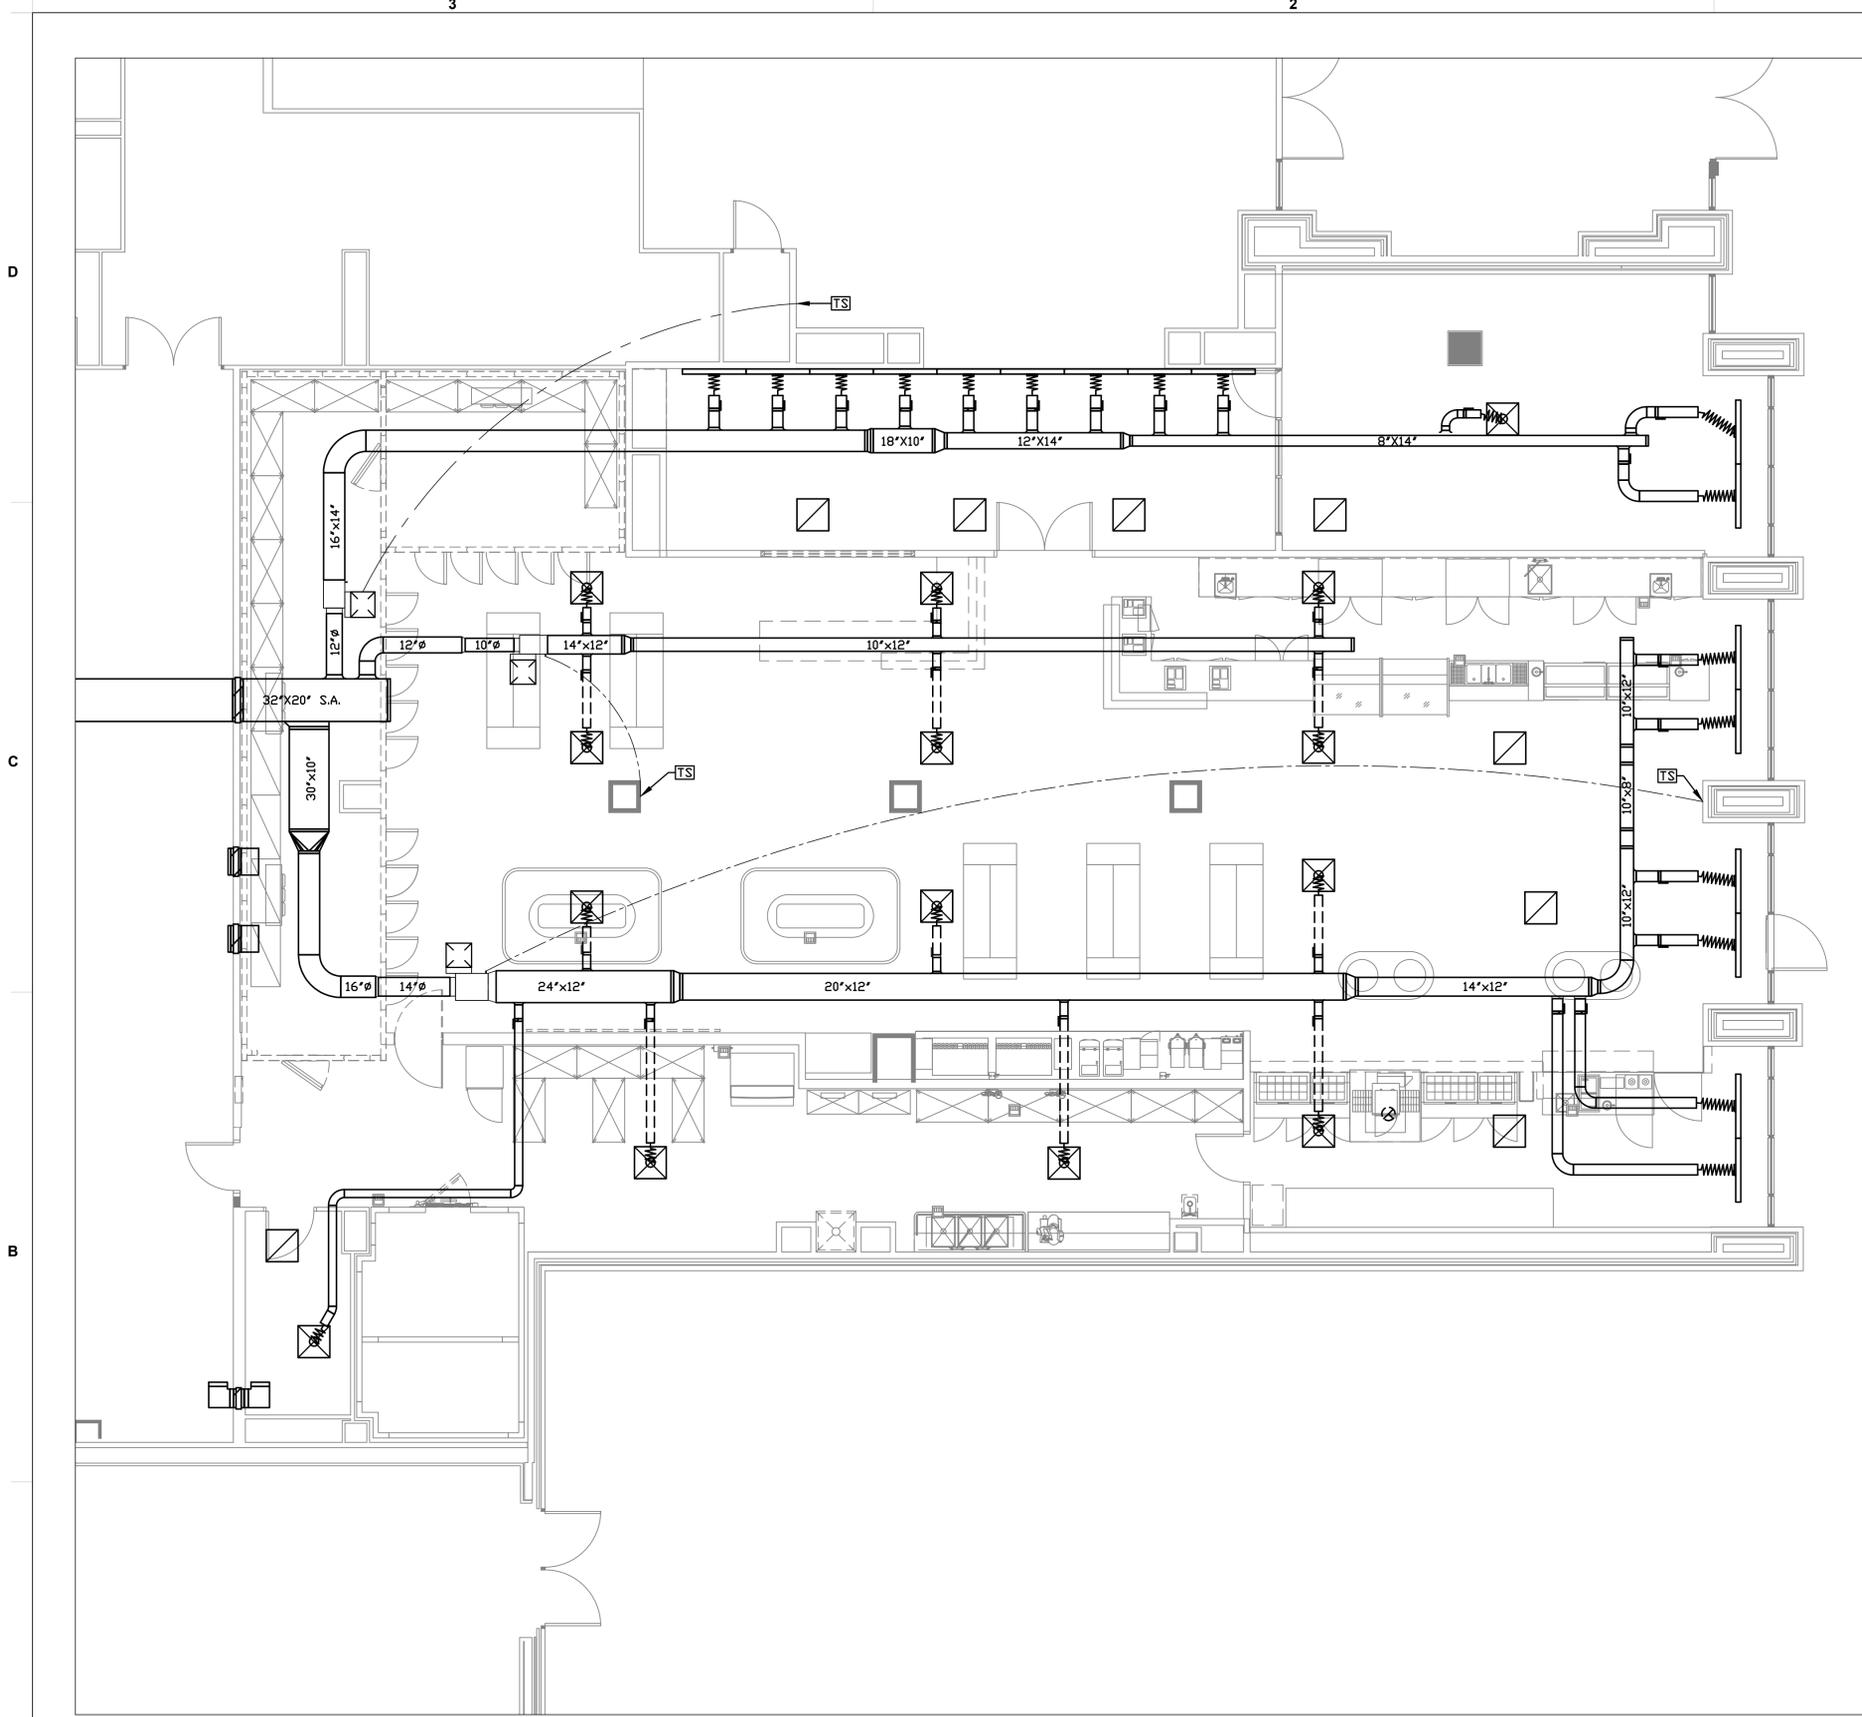 3 2
D
TS
18"X10" 12"X14" 8"X14"
16"x14"
12"ø
12"ø 10"ø 14"x12" 10"x12"
32"X20" S.A.
10"x12"
C
30"x10"
TS
TS
10"x8"
10"x12"
16"ø 14"ø 24"x12" 20"x12" 14"x12"
B